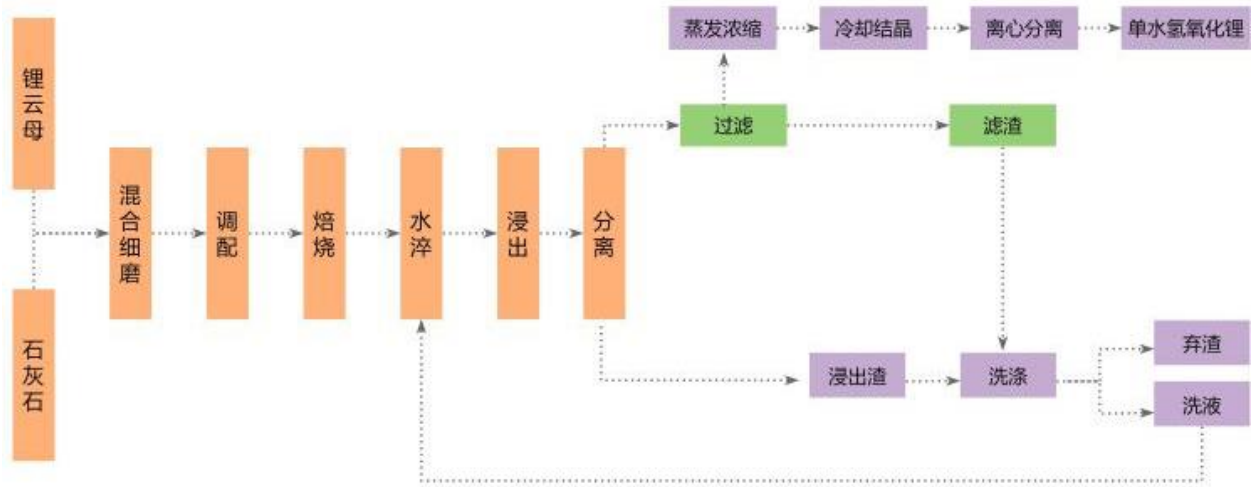 锂云母
石灰石
混合细磨
调配
焙烧
水淬
浸出
分离
过滤
滤渣
蒸发浓缩
冷却结晶
离心分离
单水氢氧化锂
浸出渣
洗涤
弃渣
洗液